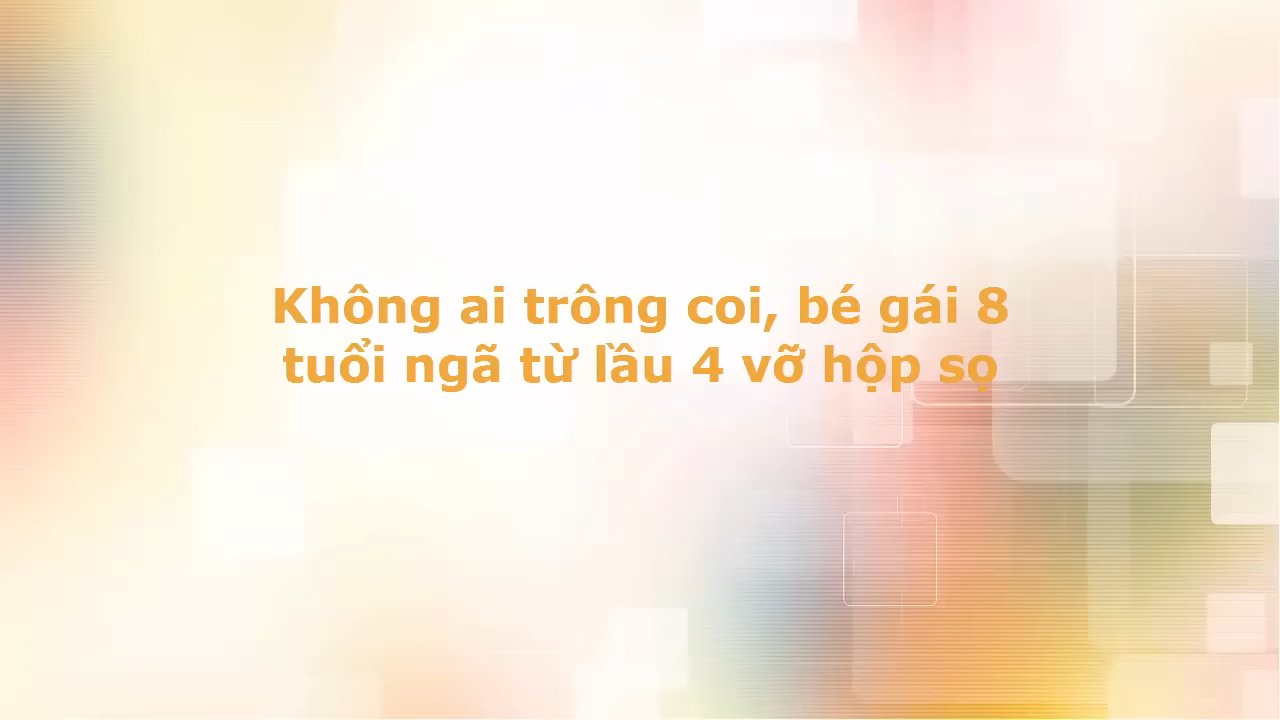 Không ai trông coi, bé gái 8
tuổi ngã từ lầu 4 vỡ hộp sọ